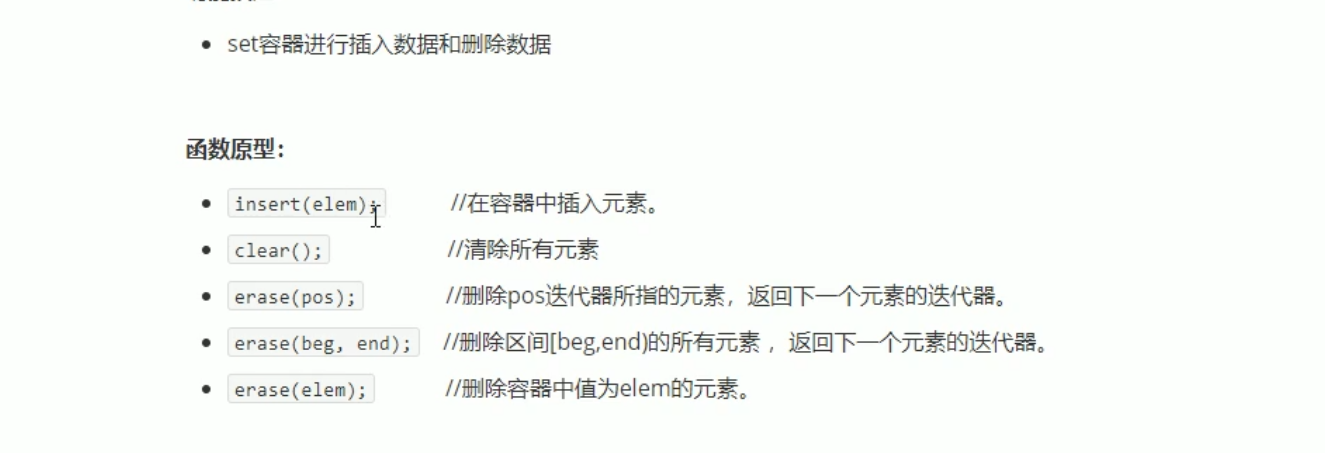 set容器进行插入数据和删除数据
函数原型：
insert(elem); //在容器中插入元素。
clear(); //清除所有元素
erase(pos); //删除pos迭代器所指的元素，返回下一个元素的迭代器。
erase(beg, end); //删除区间[beg,end)的所有元素 ，返回下一个元素的迭代器。
erase(elem); //删除容器中值为elem的元素。